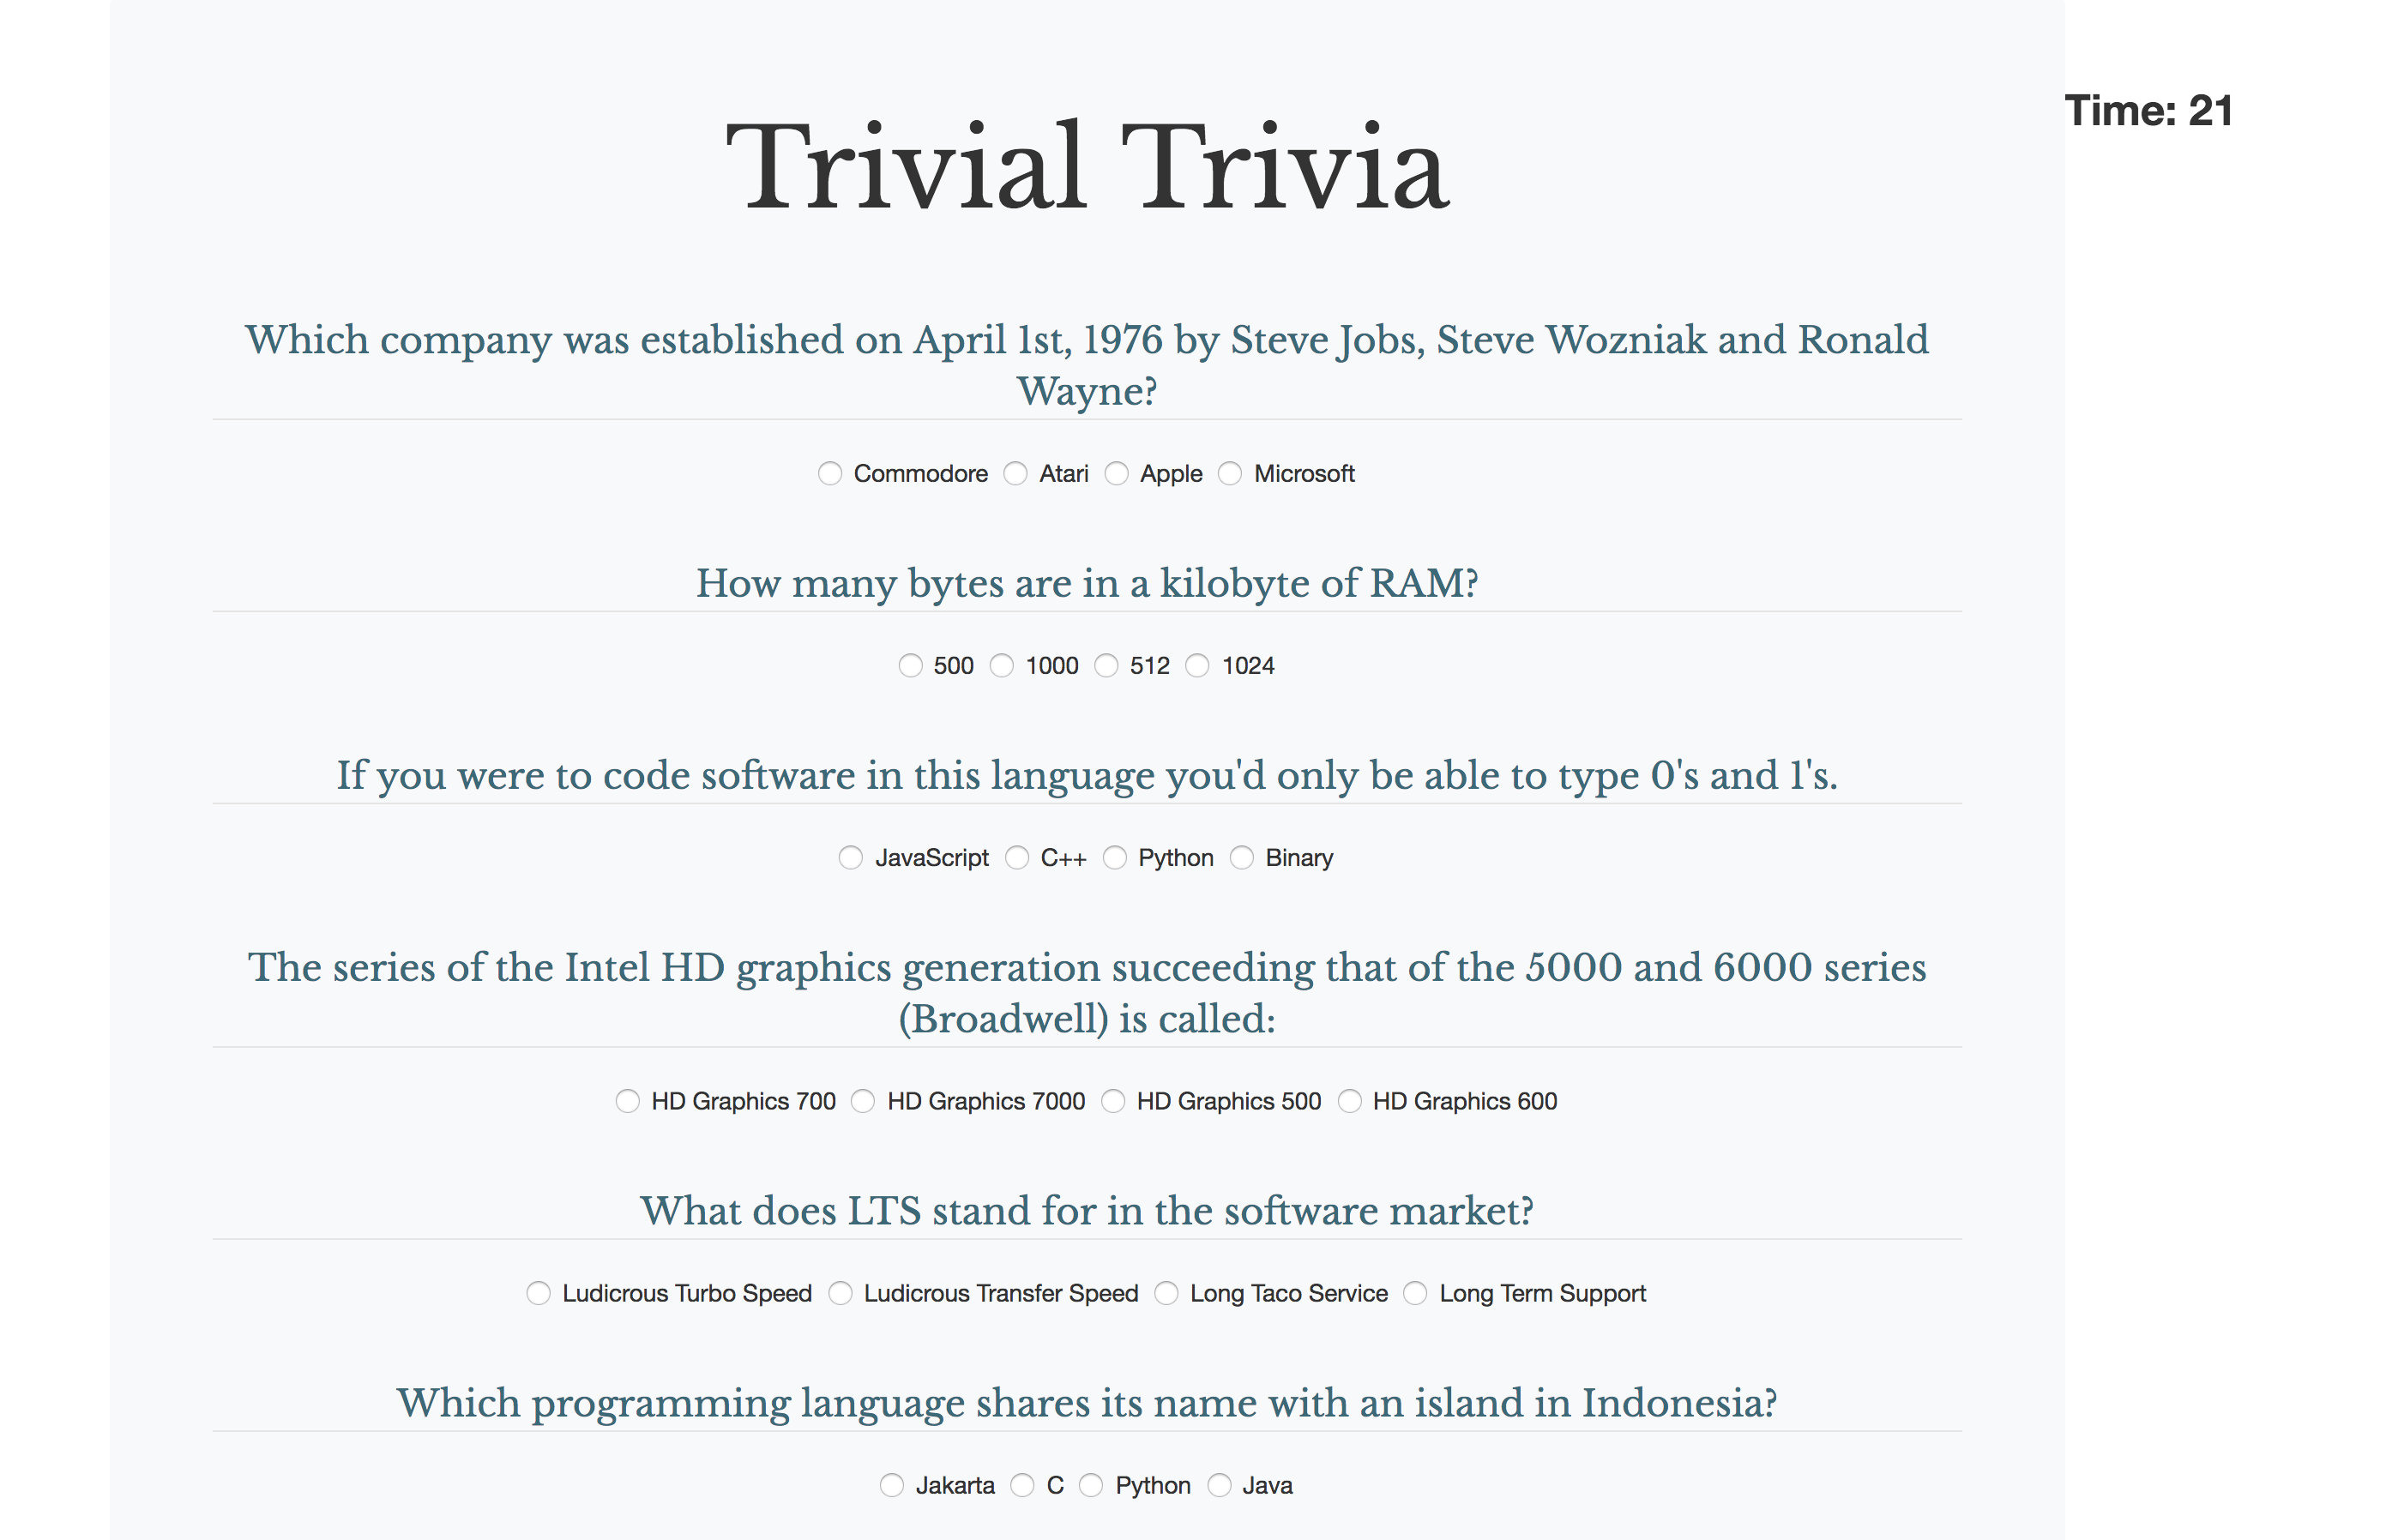 Trivial Trivia
Time: 21
Which company was established on April 1st, 1976 by Steve Jobs, Steve Wozniak and Ronald
Wayne?
Commodore Atari Apple Microsoft
How many bytes are in a kilobyte of RAM?
500 1000 512 1024
If you were to code software in this language you'd only be able to type 0's and 1's.
JavaScript C++ Python Binary
The series of the Intel HD graphics generation succeeding that of the 5000 and 6000 series
(Broadwell) is called:
HD Graphics 700 HD Graphics 7000 HD Graphics 500 HD Graphics 600
What does LTS stand for in the software market?
Ludicrous Turbo Speed Ludicrous Transfer Speed Long Taco Service Long Term Support
Which programming language shares its name with an island in Indonesia?
Jakarta C Python Java